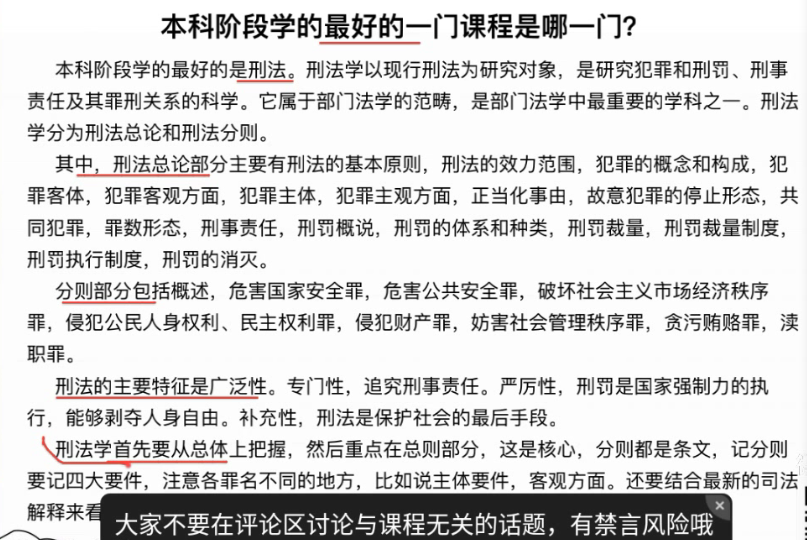 本科阶段学的最好的一门课程是哪一门？
本科阶段学的最好的是刑法。刑法学以现行刑法为研究对象，是研究犯罪和刑罚、刑事
责任及其罪刑关系的科学。它属于部门法学的范畴，是部门法学中最重要的学科之一。刑法
学分为刑法总论和刑法分则。
其中，刑法总论部分主要有刑法的基本原则，刑法的效力范围，犯罪的概念和构成，犯
罪客体，犯罪客观方面，犯罪主体，犯罪主观方面，正当化事由，故意犯罪的停止形态，共
同犯罪，罪数形态，刑事责任，刑罚概说，刑罚的体系和种类，刑罚裁量，刑罚裁量制度，
刑罚执行制度，刑罚的消灭。
分则部分包括概述，危害国家安全罪，危害公共安全罪，破坏社会主义市场经济秩序
罪，侵犯公民人身权利、民主权利罪，侵犯财产罪，妨害社会管理秩序罪，贪污贿赂罪，渎
职罪。
刑法的主要特征是广泛性。专门性，追究刑事责任。严厉性，刑罚是国家强制力的执
行，能够剥夺人身自由。补充性，刑法是保护社会的最后手段。
刑法学首先要从总体上把握，然后重点在总则部分，这是核心，分则都是条文，记分则
要记四大要件，注意各罪名不同的地方，比如说主体要件，客观方面。还要结合最新的司法
解释来看
大家不要在评论区讨论与课程无关的话题，有禁言风险哦